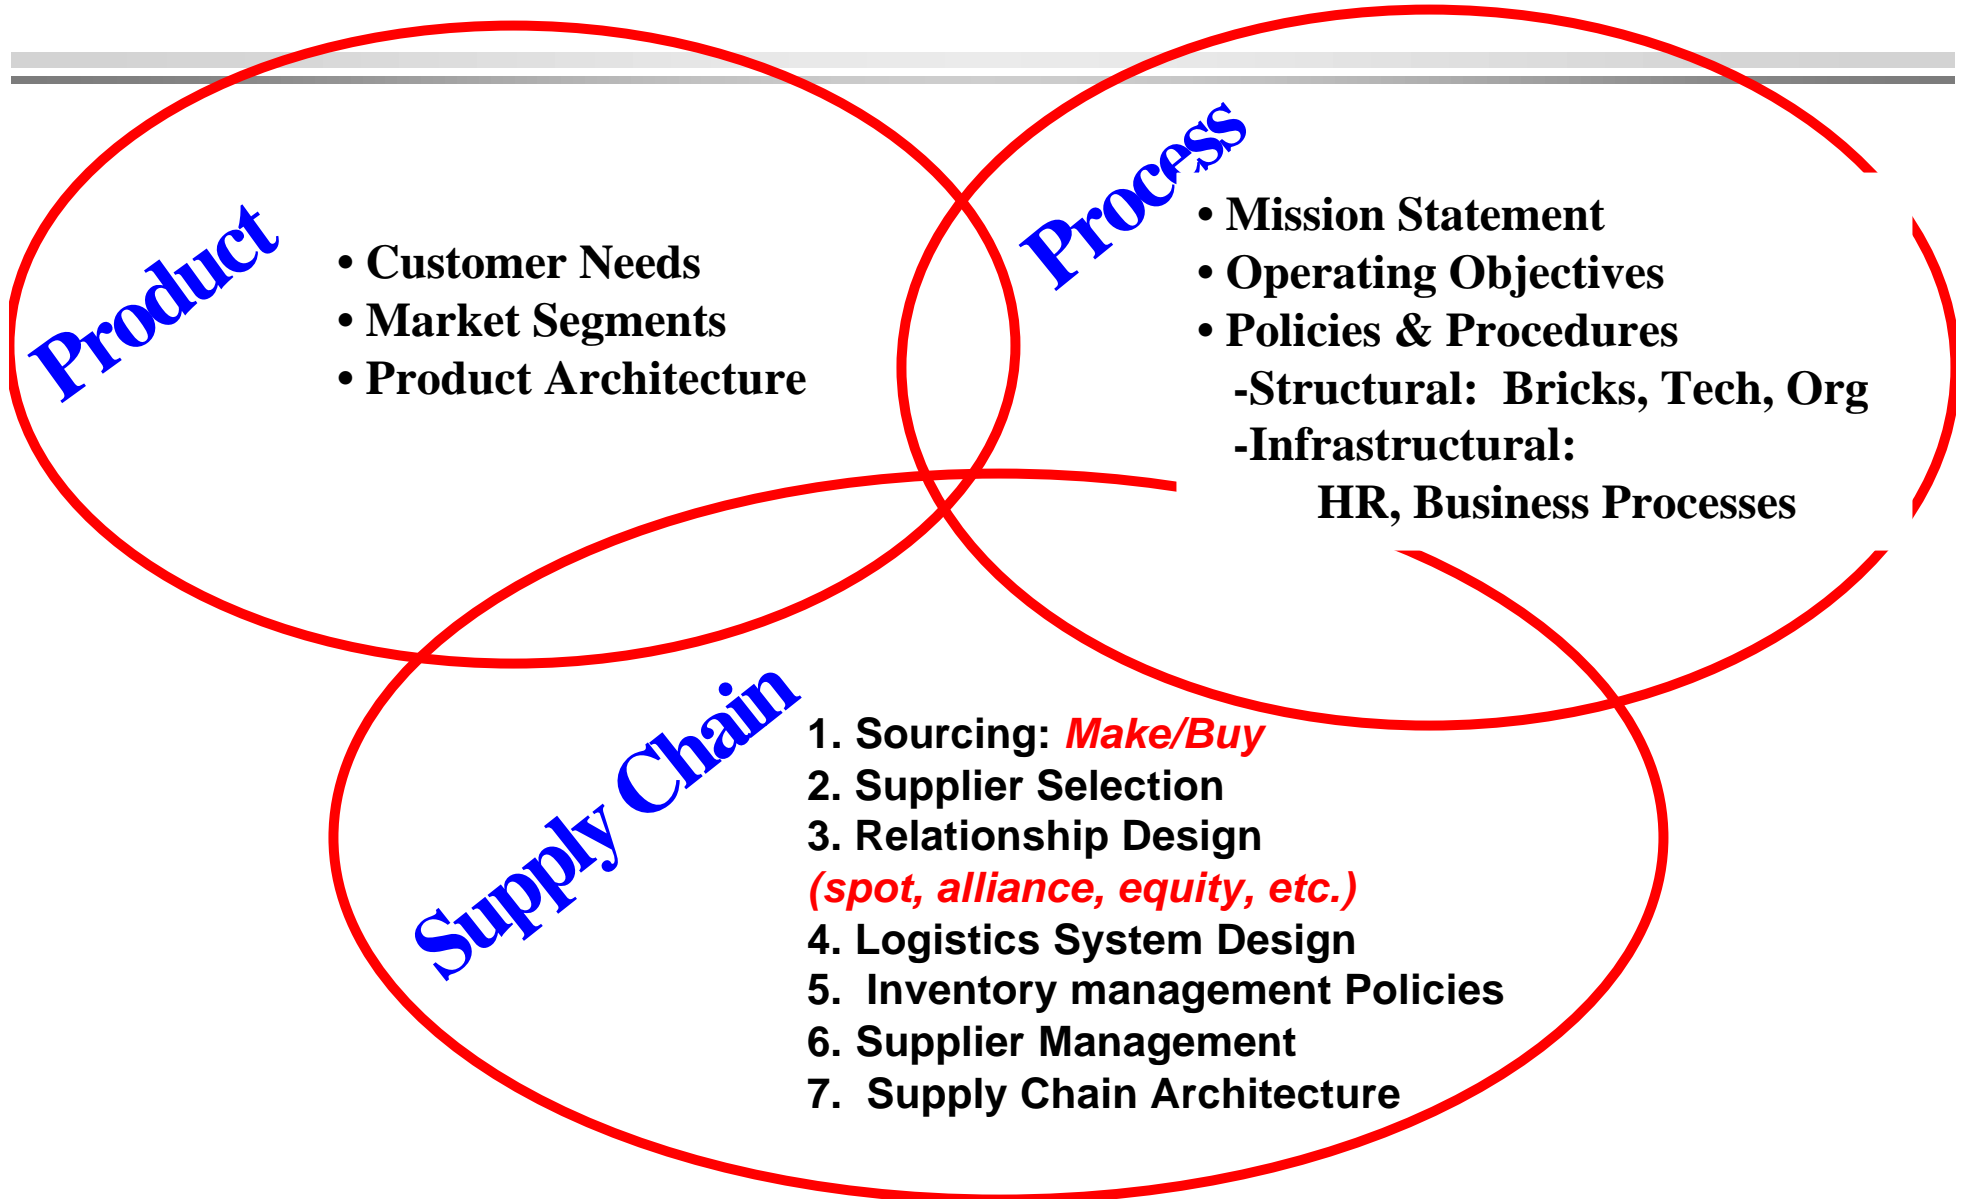 Product
• Customer Needs
• Market Segments
• Product Architecture
Process
• Mission Statement
• Operating Objectives
• Policies & Procedures
-Structural:  Bricks, Tech, Org
-Infrastructural:
HR, Business Processes
Supply Chain
1. Sourcing: Make/Buy
2. Supplier Selection
3. Relationship Design
(spot, alliance, equity, etc.)
4. Logistics System Design
5.  Inventory management Policies
6. Supplier Management
7.  Supply Chain Architecture